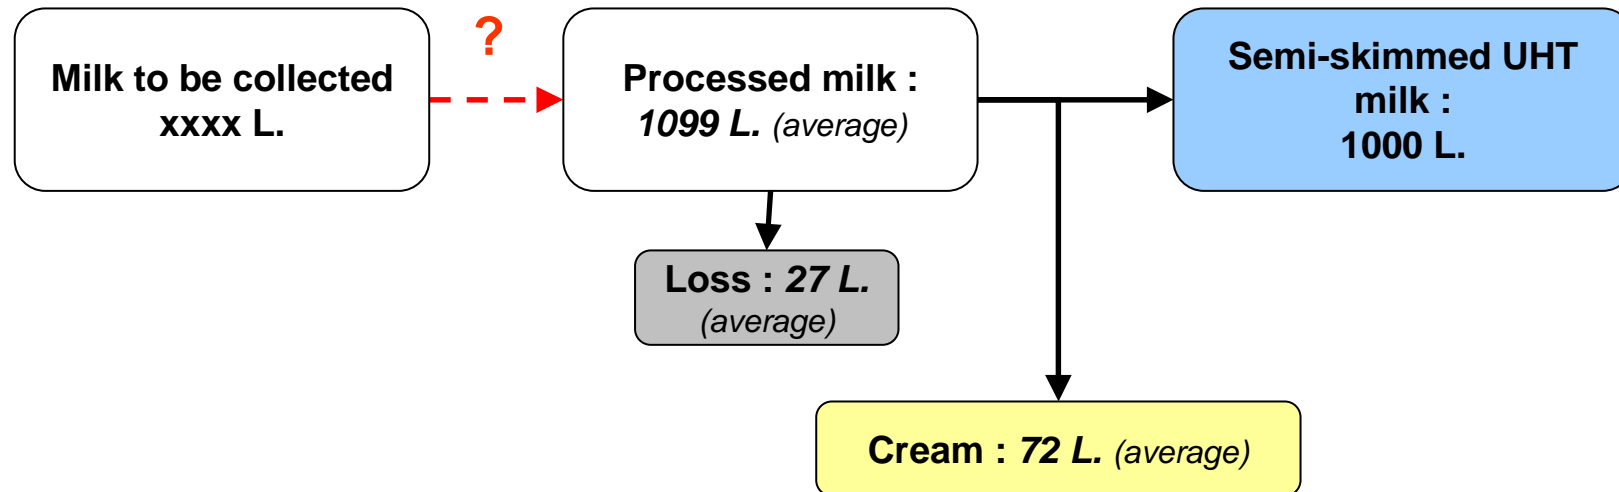 Milk to be collected
xxxx L.
?
Processed milk :
1099 L. (average)
Semi-skimmed UHT
milk :
1000 L.
Loss : 27 L.
(average)
Cream : 72 L. (average)